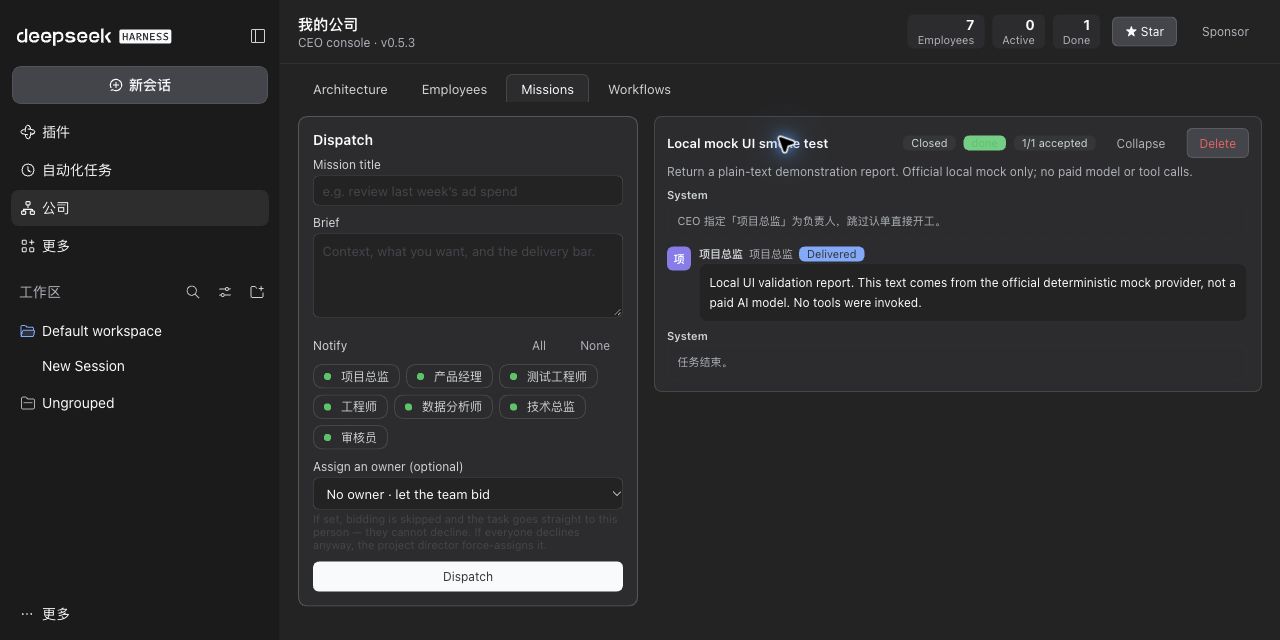 deepseek HARNESS
新会话
插件
自动化任务
公司
更多
工作区
Default workspace
New Session
Ungrouped
更多
我的公司
CEO console · v0.5.3
7
Employees
0
Active
1
Done
Star
Sponsor
Architecture
Employees
Missions
Workflows
Dispatch
Mission title
e.g. review last week's ad spend
Brief
Context, what you want, and the delivery bar.
Notify
All
None
项目总监
产品经理
测试工程师
工程师
数据分析师
技术总监
审核员
Assign an owner (optional)
No owner · let the team bid
If set, bidding is skipped and the task goes straight to this
person — they cannot decline. If everyone declines
anyway, the project director force-assigns it.
Dispatch
Local mock UI test
Closed
done
1/1 accepted
Collapse
Delete
Return a plain-text demonstration report. Official local mock only; no paid model or tool calls.
System
CEO 指定「项目总监」为负责人，跳过认单直接开工。
项
项目总监 项目总监 Delivered
Local UI validation report. This text comes from the official deterministic mock provider, not a
paid AI model. No tools were invoked.
System
任务结束。